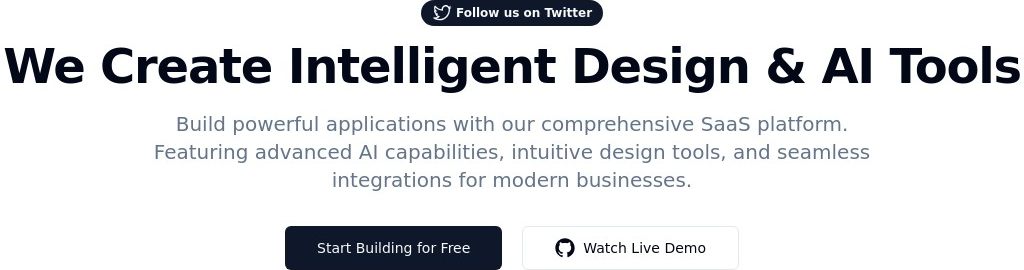 Follow us on Twitter
We Create Intelligent Design & AI Tools
Build powerful applications with our comprehensive SaaS platform.
Featuring advanced AI capabilities, intuitive design tools, and seamless
integrations for modern businesses.
Start Building for Free
Watch Live Demo